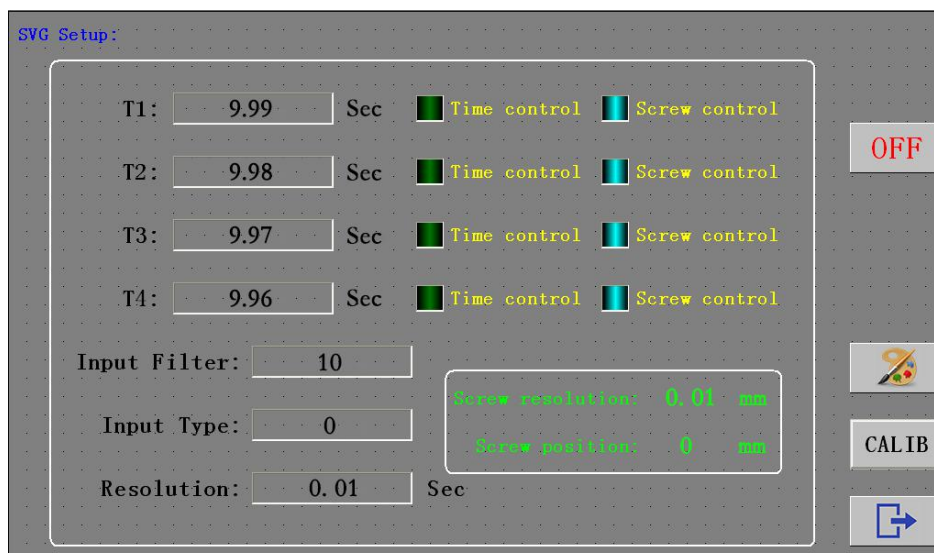 SVG Setup:
T1: 9.99 Sec Time control Screw control
OFF
T2: 9.98 Sec Time control Screw control
T3: 9.97 Sec Time control Screw control
T4: 9.96 Sec Time control Screw control
Input Filter: 10
Screw resolution: 0.01 mm
Input Type: 0
Screw position: 0 mm
CALIB
Resolution: 0.01 Sec